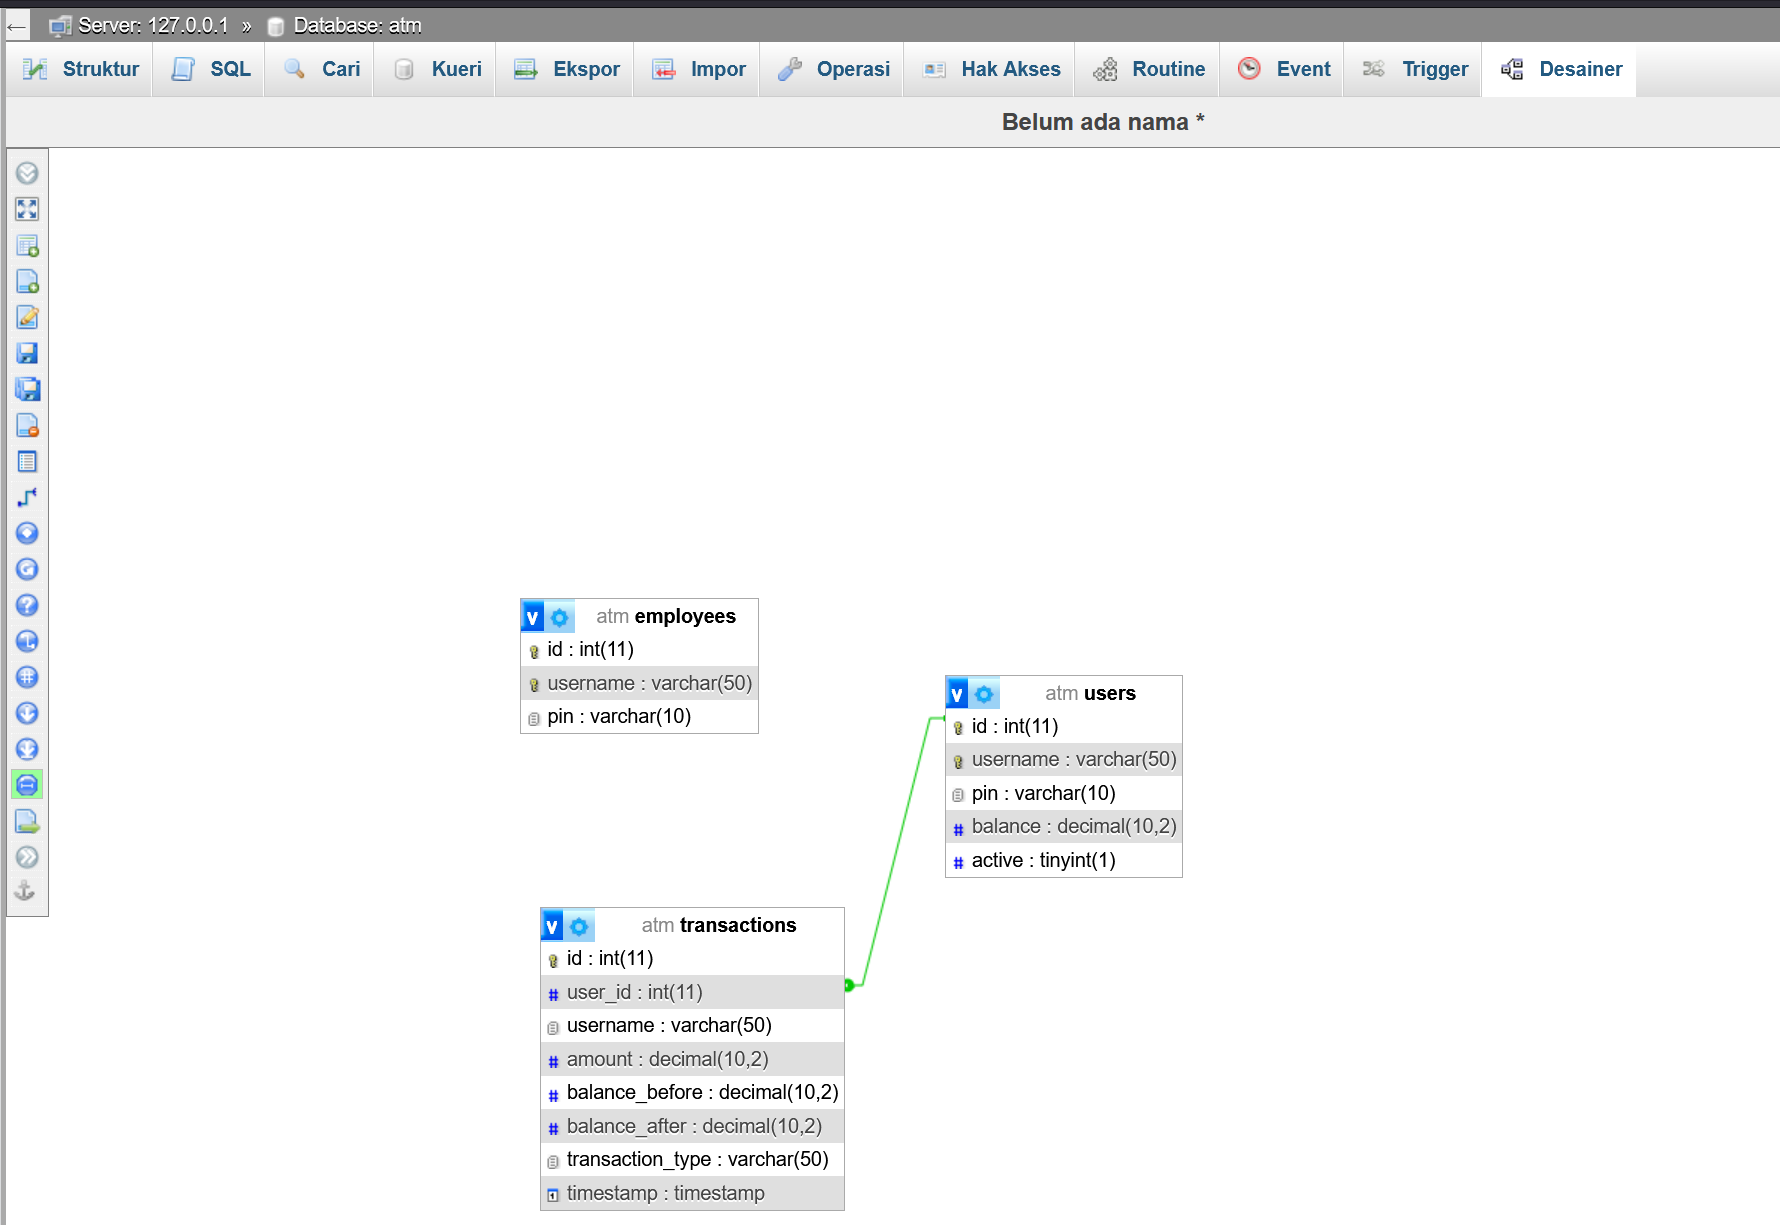 Server: 127.0.0.1 » Database: atm
Struktur SQL Cari Kueri Ekspor Impor Operasi Hak Akses Routine Event Trigger Desainer
Belum ada nama *
v atm employees
id : int(11)
username : varchar(50)
pin : varchar(10)
v atm users
id : int(11)
username : varchar(50)
pin : varchar(10)
# balance : decimal(10,2)
# active : tinyint(1)
v atm transactions
id : int(11)
# user_id : int(11)
username : varchar(50)
# amount : decimal(10,2)
# balance_before : decimal(10,2)
# balance_after : decimal(10,2)
transaction_type : varchar(50)
timestamp : timestamp